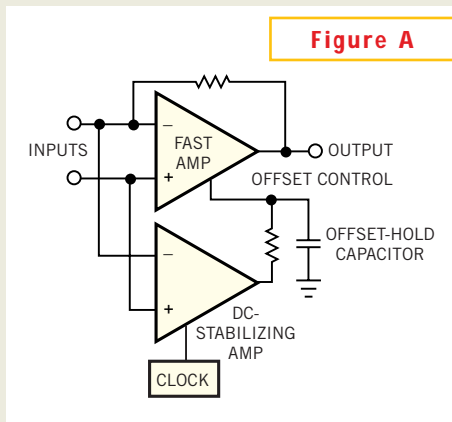 Figure A
−
FAST
AMP
+
INPUTS
OUTPUT
OFFSET CONTROL
OFFSET-HOLD
CAPACITOR
−
+
DC-
STABILIZING
AMP
CLOCK